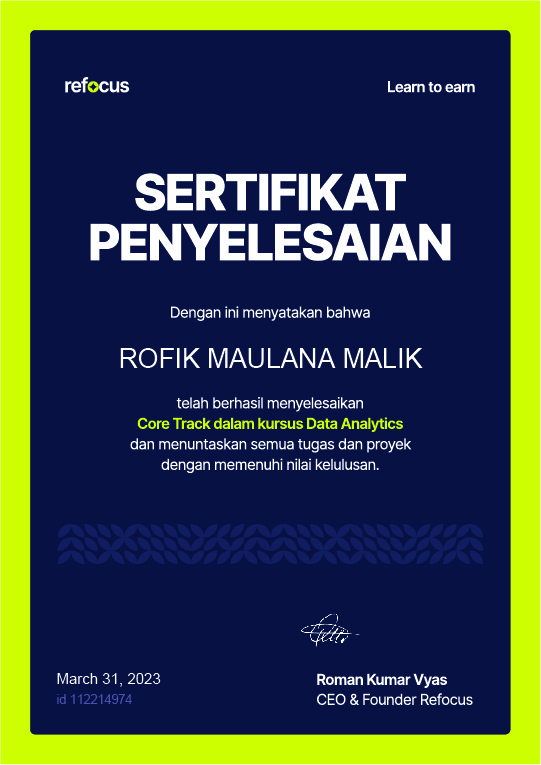 refocus
Learn to earn
SERTIFIKAT
PENYELESAIAN
Dengan ini menyatakan bahwa
ROFIK MAULANA MALIK
telah berhasil menyelesaikan
Core Track dalam kursus Data Analytics
dan menuntaskan semua tugas dan proyek
dengan memenuhi nilai kelulusan.
March 31, 2023
id 112214974
Roman Kumar Vyas
CEO & Founder Refocus